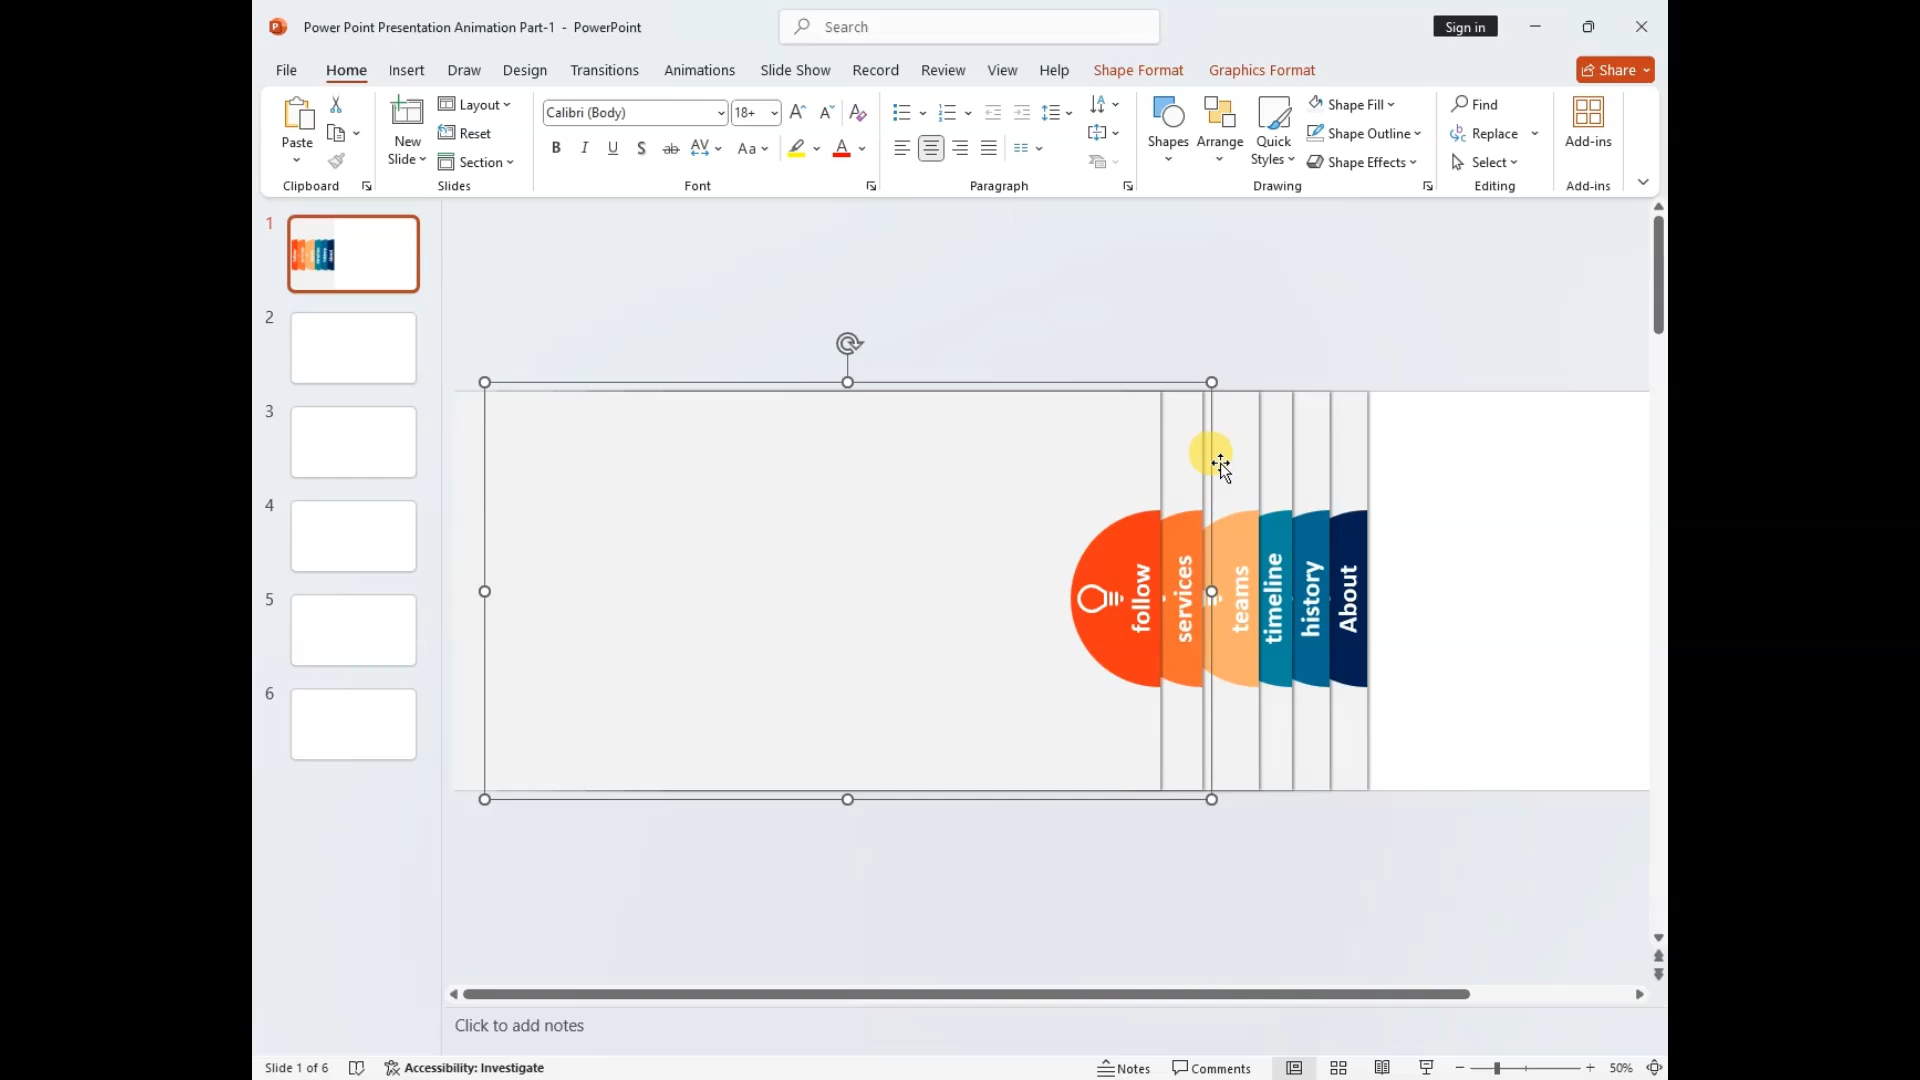 Power Point Presentation Animation Part-1 - PowerPoint
Search
Sign in
File Home Insert Draw Design Transitions Animations Slide Show Record Review View Help Shape Format Graphics Format Share
Paste
Clipboard
New Slide
Layout
Reset
Section
Slides
Calibri (Body) 18+
B I U S ab AV Aa A
Font
Paragraph
Shapes
Arrange
Quick Styles
Shape Fill
Shape Outline
Shape Effects
Drawing
Find
Replace
Select
Editing
Add-ins
Add-ins
1
2
3
4
5
6
follow
services
teams
timeline
history
About
Click to add notes
Slide 1 of 6 Accessibility: Investigate Notes Comments 50%